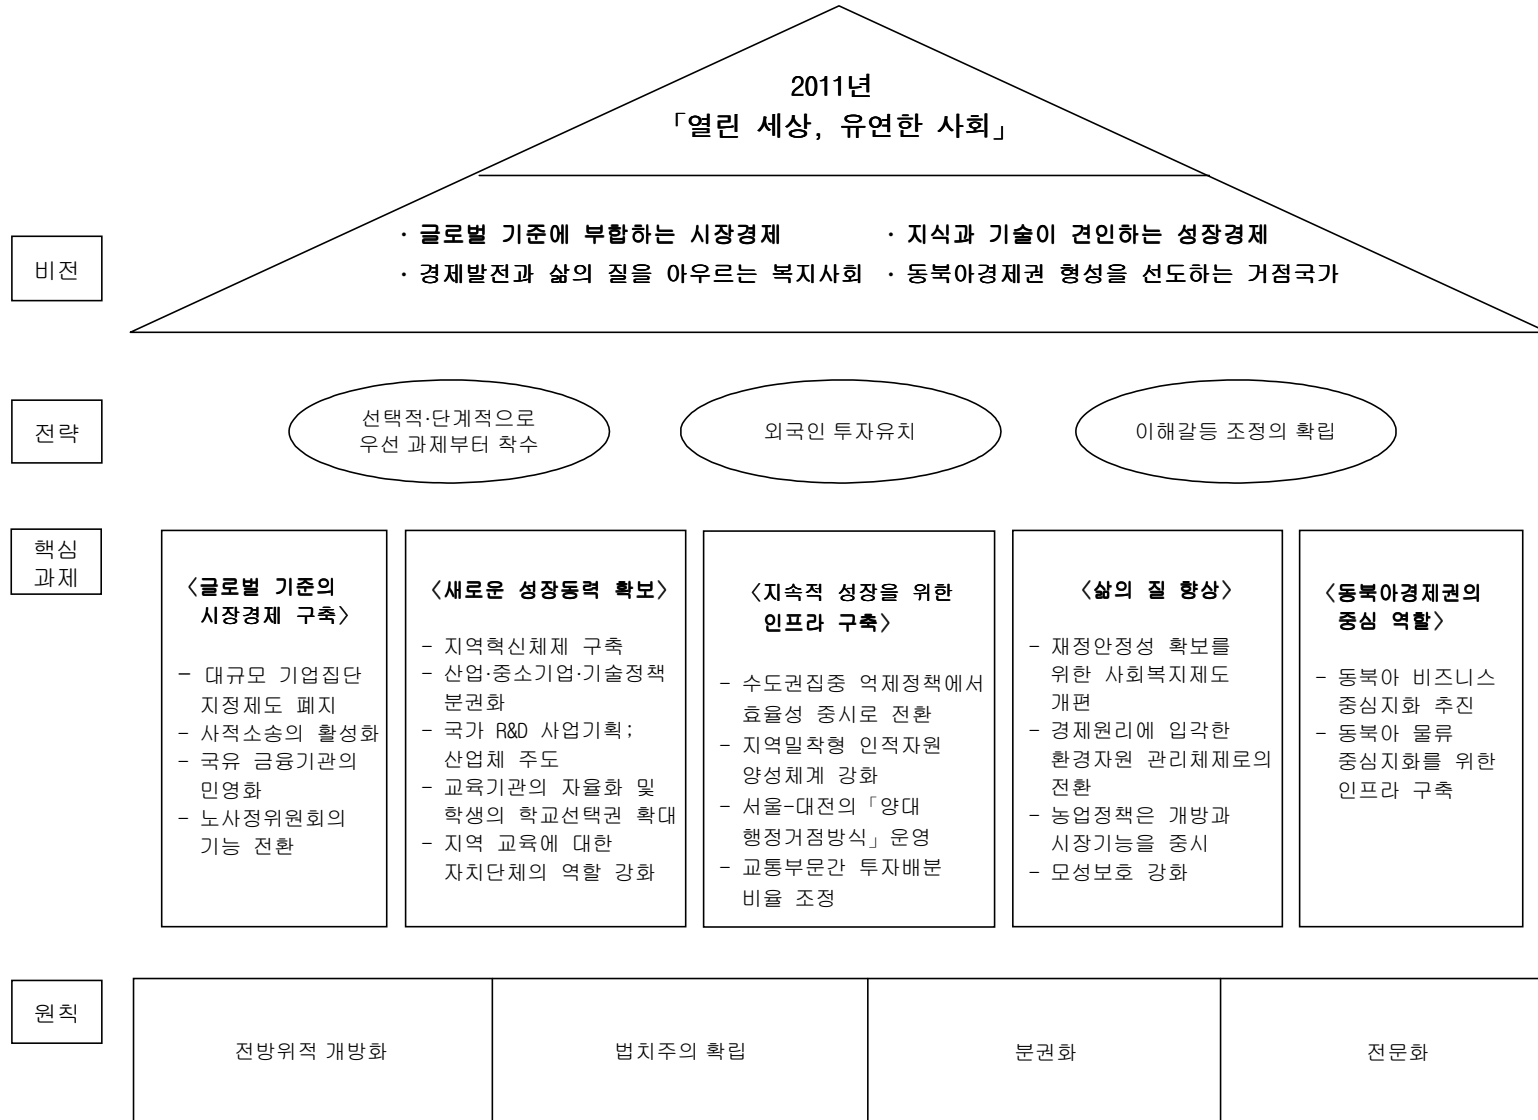 2011년
「열린 세상, 유연한 사회」
비전
· 글로벌 기준에 부합하는 시장경제
· 지식과 기술이 견인하는 성장경제
· 경제발전과 삶의 질을 아우르는 복지사회
· 동북아경제권 형성을 선도하는 거점국가
전략
선택적·단계적으로
우선 과제부터 착수
외국인 투자유치
이해갈등 조정의 확립
핵심
과제
〈글로벌 기준의
시장경제 구축〉
- 대규모 기업집단
지정제도 폐지
- 사적소송의 활성화
- 국유 금융기관의
민영화
- 노사정위원회의
기능 전환
〈새로운 성장동력 확보〉
- 지역혁신체제 구축
- 산업·중소기업·기술정책
분권화
- 국가 R&D 사업기획;
산업체 주도
- 교육기관의 자율화 및
학생의 학교선택권 확대
- 지역 교육에 대한
자치단체의 역할 강화
〈지속적 성장을 위한
인프라 구축〉
- 수도권집중 억제정책에서
효율성 중시로 전환
- 지역밀착형 인적자원
양성체계 강화
- 서울-대전의「양대
행정거점방식」운영
- 교통부문간 투자배분
비율 조정
〈삶의 질 향상〉
- 재정안정성 확보를
위한 사회복지제도
개편
- 경제원리에 입각한
환경자원 관리체제로의
전환
- 농업정책은 개방과
시장기능을 중시
- 모성보호 강화
〈동북아경제권의
중심 역할〉
- 동북아 비즈니스
중심지화 추진
- 동북아 물류
중심지화를 위한
인프라 구축
원칙
전방위적 개방화
법치주의 확립
분권화
전문화